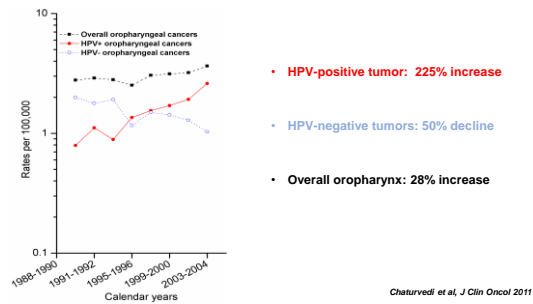 10
1
0.1
Rates per 100,000
Overall oropharyngeal cancers
HPV+ oropharyngeal cancers
HPV- oropharyngeal cancers
1988-1990
1991-1992
1995-1996
1999-2000
2003-2004
Calendar years
• HPV-positive tumor: 225% increase
• HPV-negative tumors: 50% decline
• Overall oropharynx: 28% increase
Chaturvedi et al, J Clin Oncol 2011